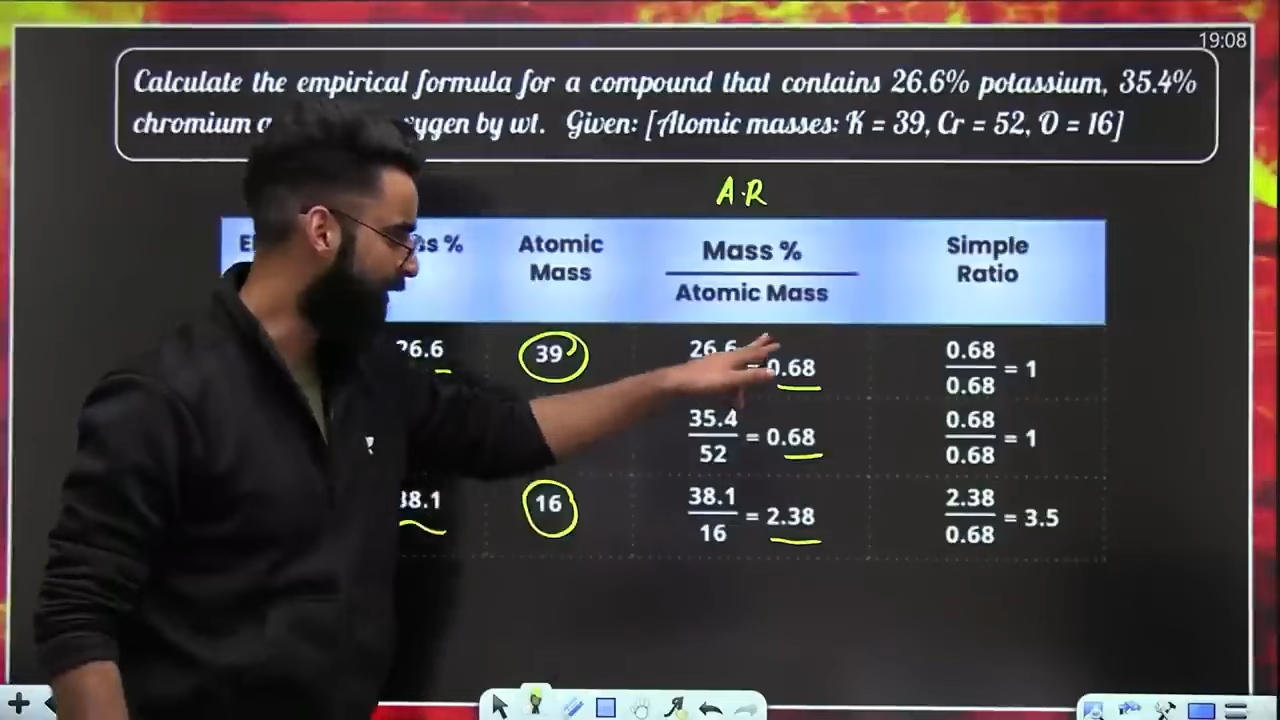 19:08
Calculate the empirical formula for a compound that contains 26.6% potassium, 35.4%
chromium by wt. Given: [Atomic masses: K = 39, Cr = 52, O = 16]
A.R
% Atomic Mass
Mass %
Atomic Mass
Simple Ratio
26.6 39 26.6 = 0.68 0.68/0.68 = 1
35.4/52 = 0.68 0.68/0.68 = 1
38.1 16 38.1/16 = 2.38 2.38/0.68 = 3.5